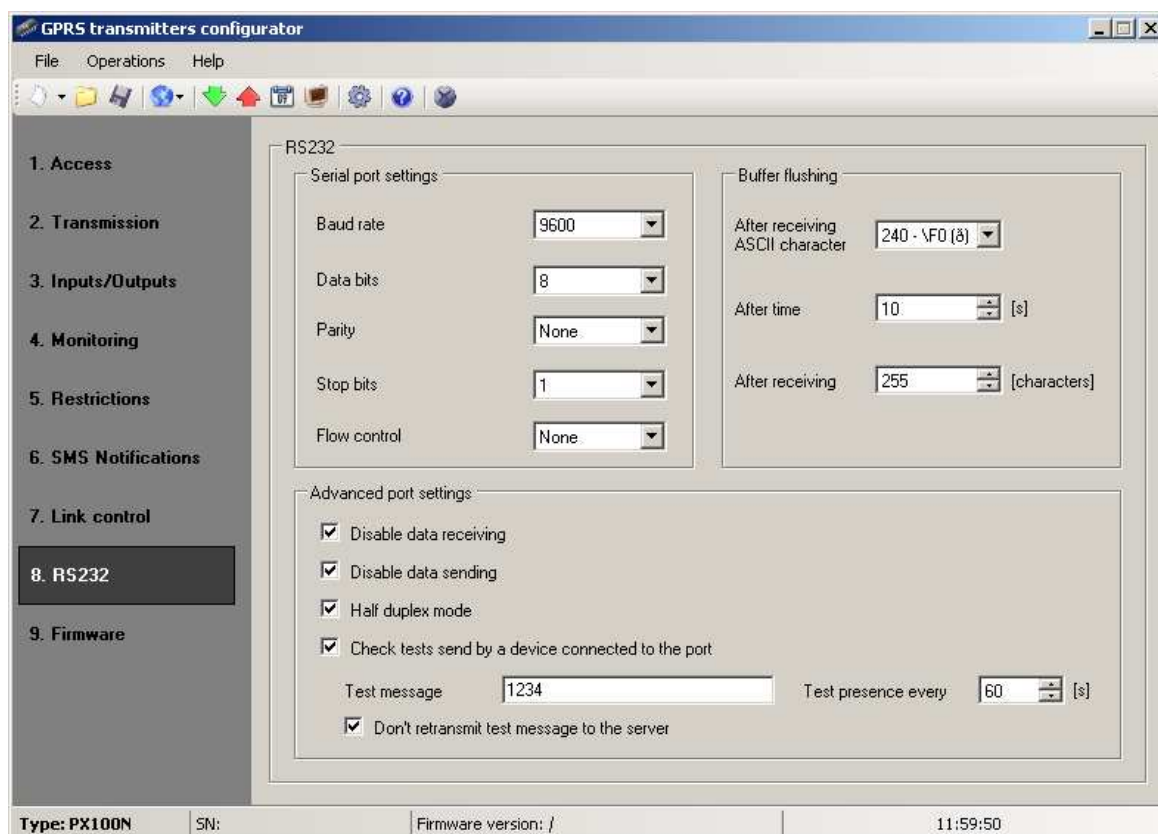 GPRS transmitters configurator
File Operations Help
1. Access
2. Transmission
3. Inputs/Outputs
4. Monitoring
5. Restrictions
6. SMS Notifications
7. Link control
8. RS232
9. Firmware
RS232
Serial port settings
Baud rate 9600
Data bits 8
Parity None
Stop bits 1
Flow control None
Buffer flushing
After receiving
ASCII character 240 - \F0 (ð)
After time 10 [s]
After receiving 255 [characters]
Advanced port settings
Disable data receiving
Disable data sending
Half duplex mode
Check tests send by a device connected to the port
Test message 1234 Test presence every 60 [s]
Don't retransmit test message to the server
Type: PX100N SN: Firmware version: / 11:59:50